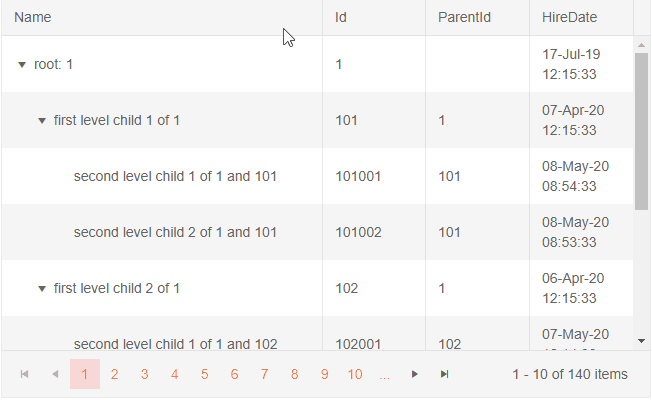 Name Id ParentId HireDate
root: 1 1 17-Jul-19
12:15:33
first level child 1 of 1 101 1 07-Apr-20
12:15:33
second level child 1 of 1 and 101 101001 101 08-May-20
08:54:33
second level child 2 of 1 and 101 101002 101 08-May-20
08:53:33
first level child 2 of 1 102 1 06-Apr-20
12:15:33
second level child 1 of 1 and 102 102001 102 07-May-20
1 2 3 4 5 6 7 8 9 10 ... 1 - 10 of 140 items